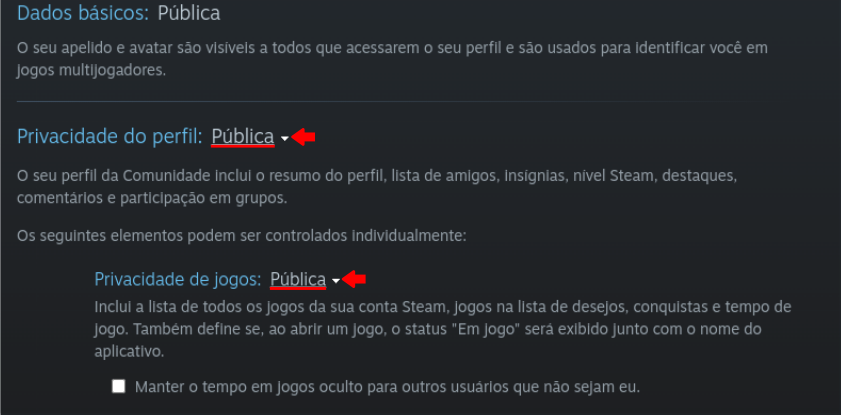 Dados básicos: Pública
O seu apelido e avatar são visíveis a todos que acessarem o seu perfil e são usados para identificar você em
jogos multijogadores.
Privacidade do perfil: Pública
O seu perfil da Comunidade inclui o resumo do perfil, lista de amigos, insígnias, nível Steam, destaques,
comentários e participação em grupos.
Os seguintes elementos podem ser controlados individualmente:
Privacidade de jogos: Pública
Inclui a lista de todos os jogos da sua conta Steam, jogos na lista de desejos, conquistas e tempo de
jogo. Também define se, ao abrir um jogo, o status "Em jogo" será exibido junto com o nome do
aplicativo.
Manter o tempo em jogos oculto para outros usuários que não sejam eu.